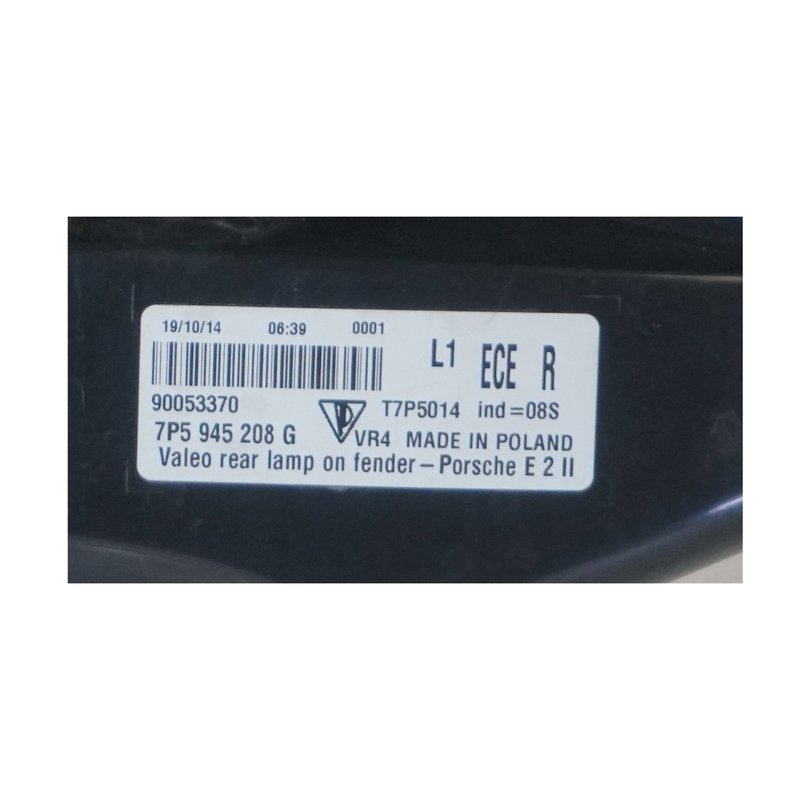 19/10/14 06:39 0001
L1 ECE R
90053370 T7P5014 ind=08S
7P5 945 208 G VR4 MADE IN POLAND
Valeo rear lamp on fender–Porsche E 2 II